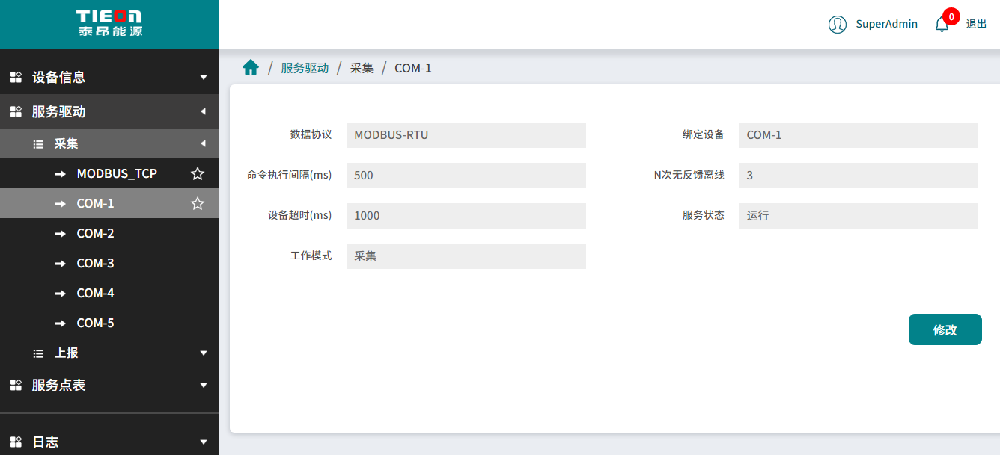 TIEON
泰昂能源
SuperAdmin
0
退出
设备信息
服务驱动
采集
MODBUS_TCP
COM-1
COM-2
COM-3
COM-4
COM-5
上报
服务点表
日志
/ 服务驱动 / 采集 / COM-1
数据协议 MODBUS-RTU
绑定设备 COM-1
命令执行间隔(ms) 500
N次无反馈离线 3
设备超时(ms) 1000
服务状态 运行
工作模式 采集
修改